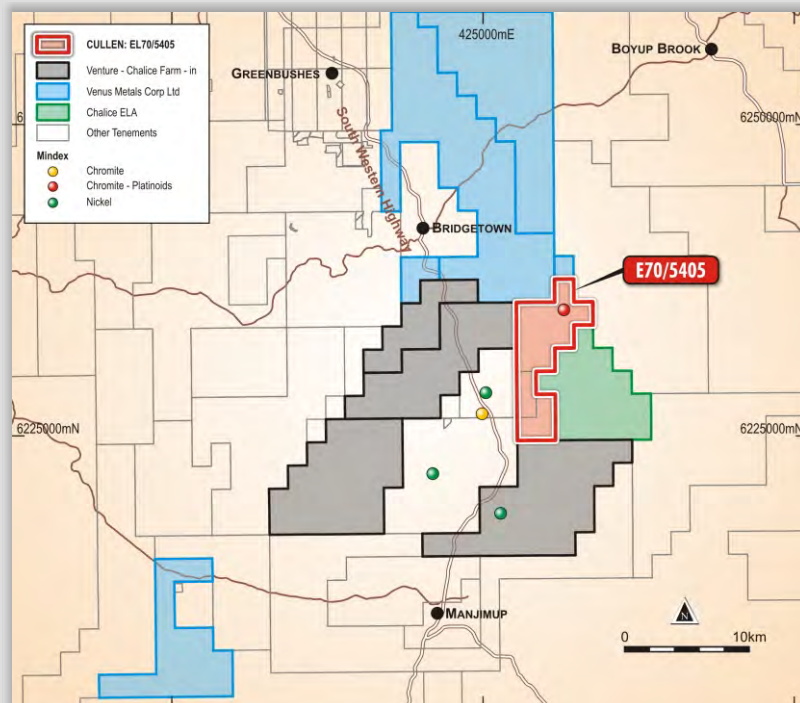 CULLEN: EL70/5405
Venture - Chalice Farm - in
Venus Metals Corp Ltd
Chalice ELA
Other Tenements
Mindex
Chromite
Chromite - Platinoids
Nickel
425000mE
GREENBUSHES
BOYUP BROOK
6250000mN
South Western Highway
BRIDGETOWN
E70/5405
6225000mN
6225000mN
MANJIMUP
N
0 10km